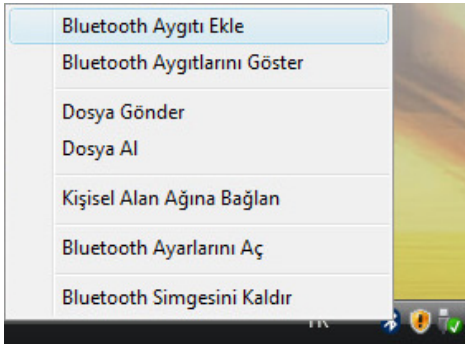 Bluetooth Aygıtı Ekle
Bluetooth Aygıtlarını Göster
Dosya Gönder
Dosya Al
Kişisel Alan Ağına Bağlan
Bluetooth Ayarlarını Aç
Bluetooth Simgesini Kaldır